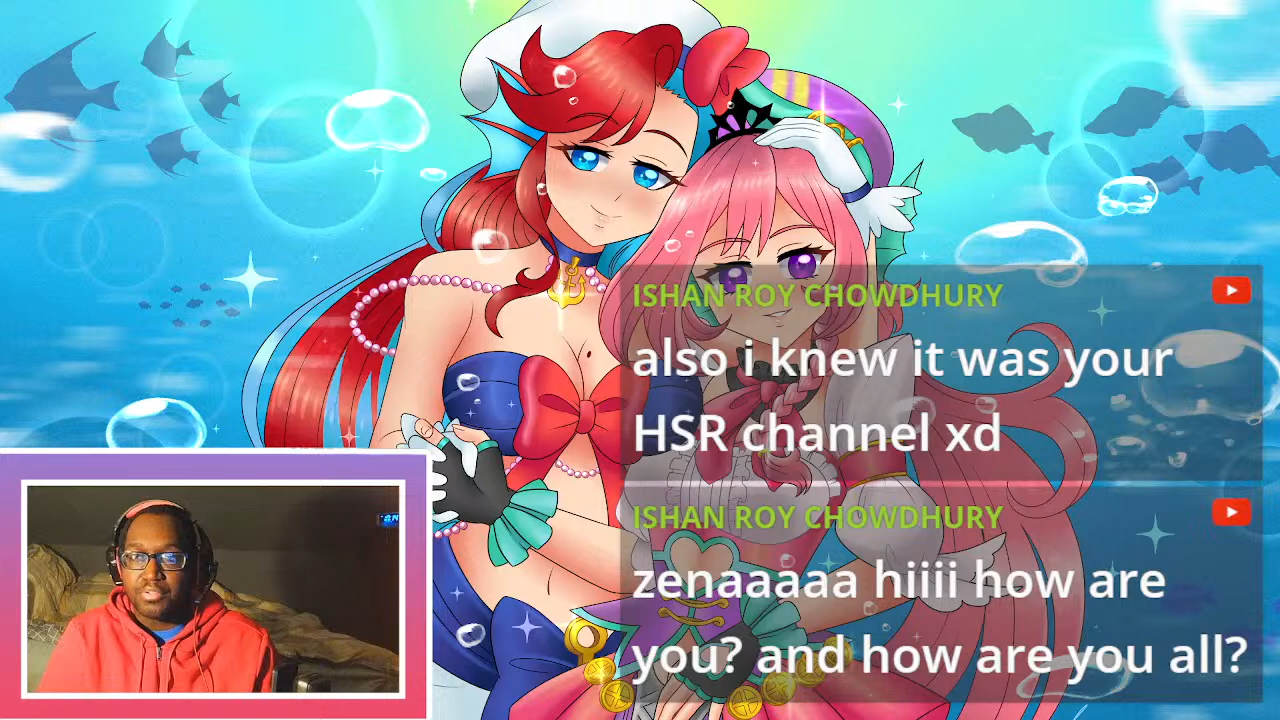 ISHAN ROY CHOWDHURY
also i knew it was your
HSR channel xd
ISHAN ROY CHOWDHURY
zenaaaaa hiiii how are
you? and how are you all?